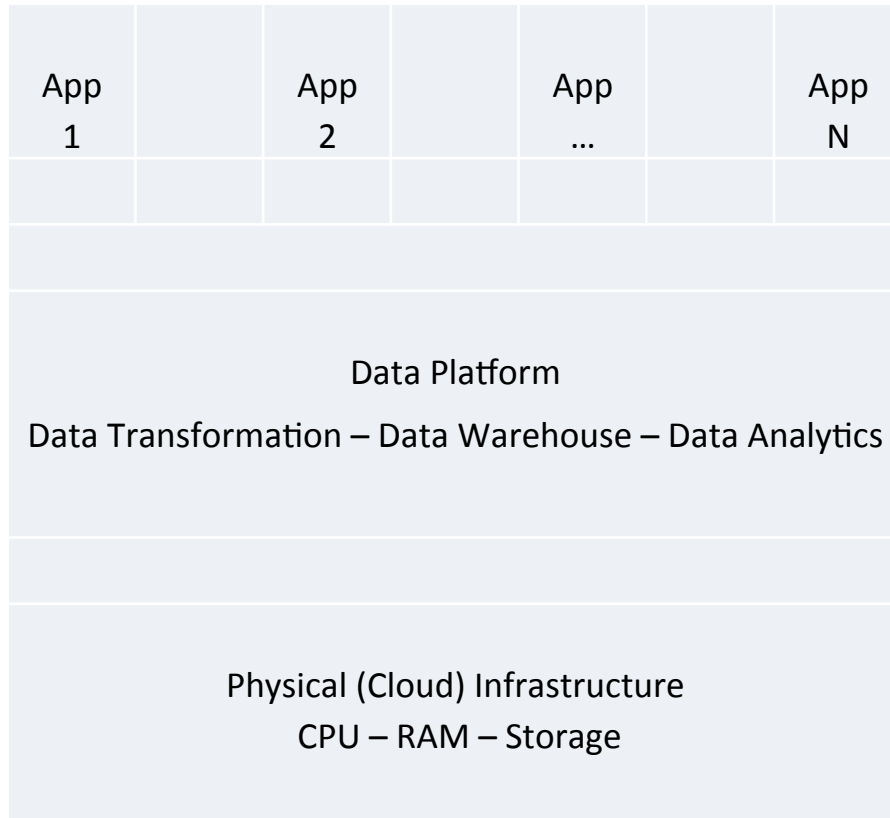 App App App App
1 2 … N
Data Platform
Data Transformation – Data Warehouse – Data Analytics
Physical (Cloud) Infrastructure
CPU – RAM – Storage